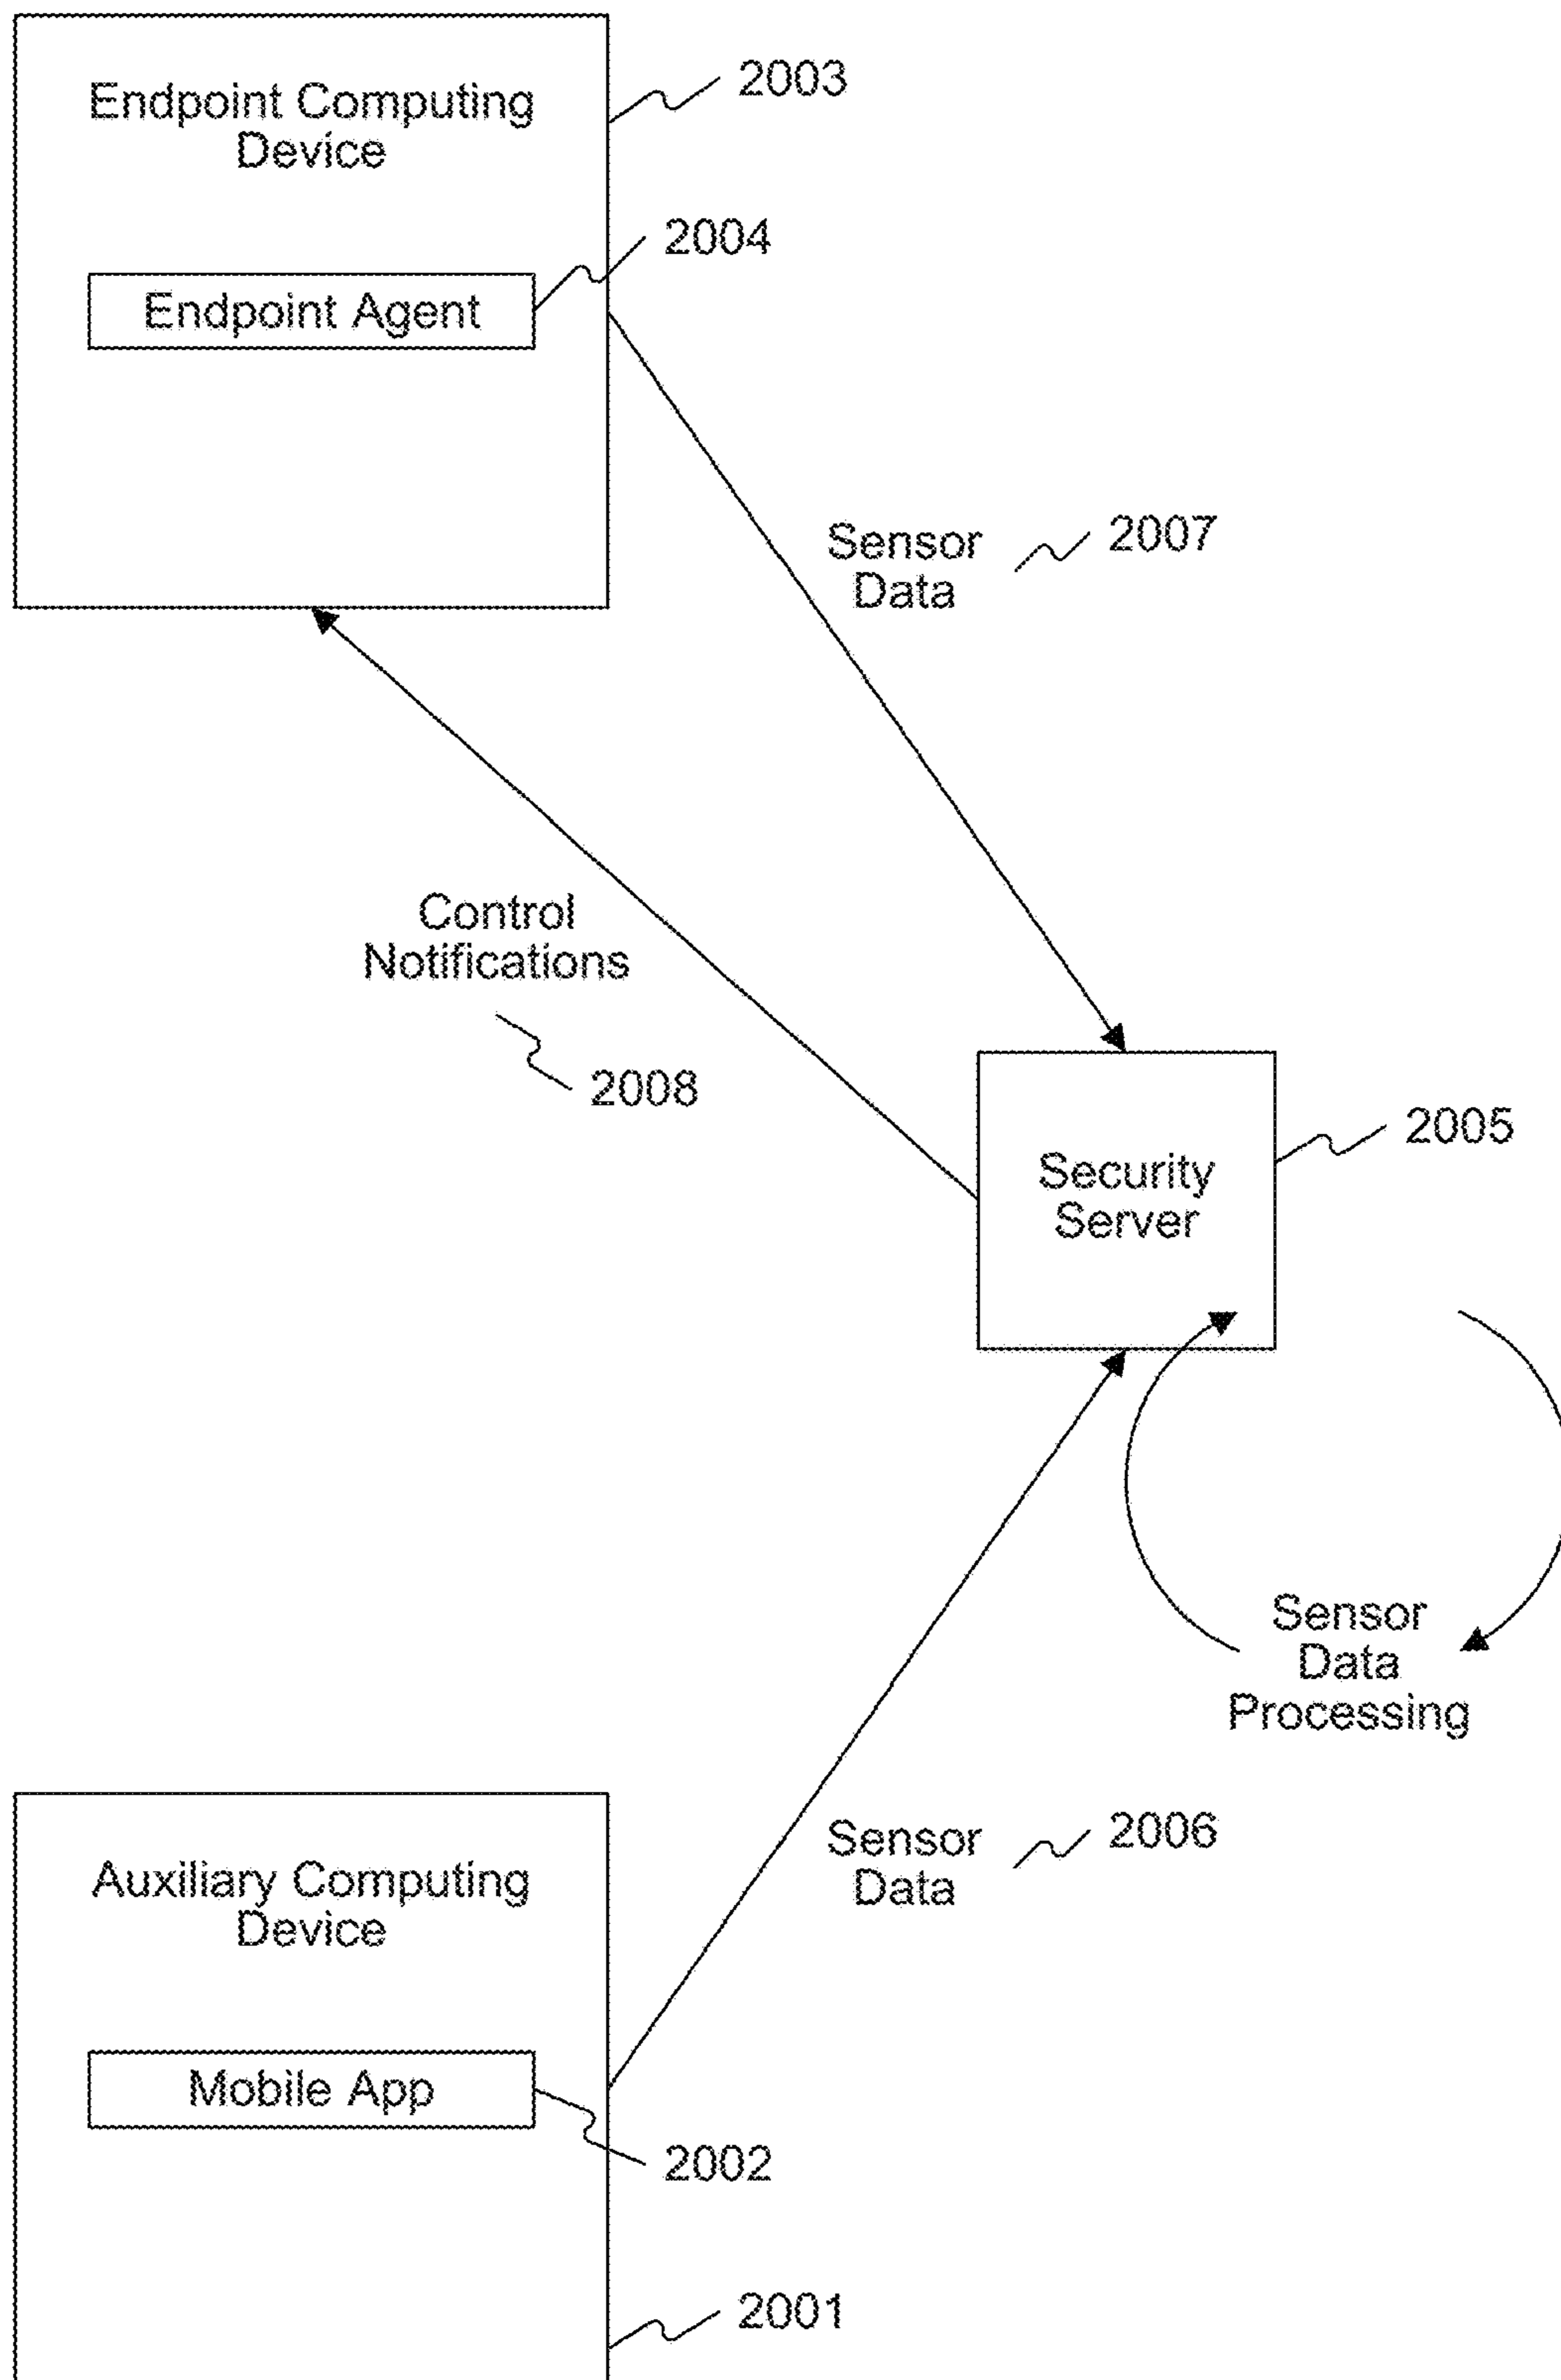 Endpoint Computing
Device
2003
2004
Endpoint Agent
Sensor
Data
2007
Control
Notifications
2008
2005
Security
Server
Sensor
Data
Processing
Sensor
Data
2006
Auxiliary Computing
Device
Mobile App
2002
2001